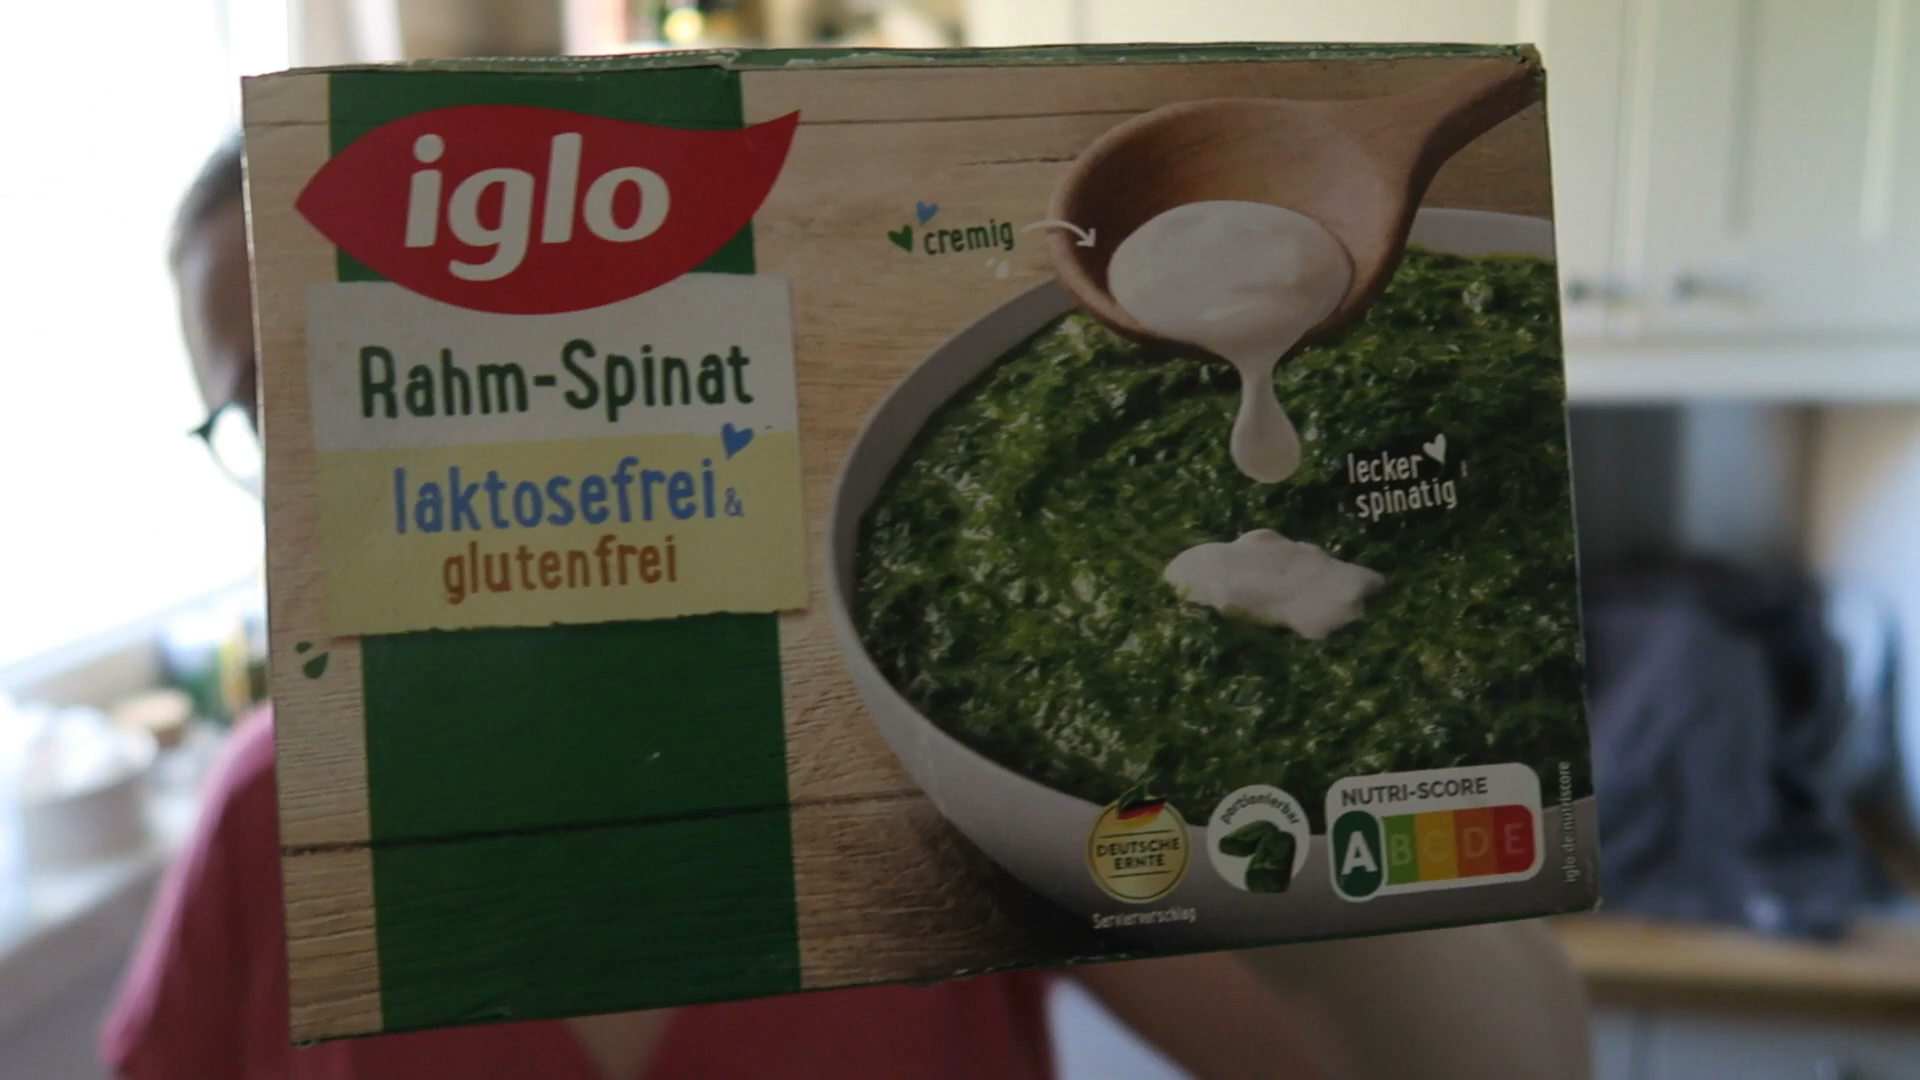 iglo
Rahm-Spinat
laktosefrei &
glutenfrei
cremig
lecker
spinatig
DEUTSCHE
ERNTE
Serviervorschlag
portionierbar
NUTRI-SCORE
A B C D E
iglo.de/nutriscore